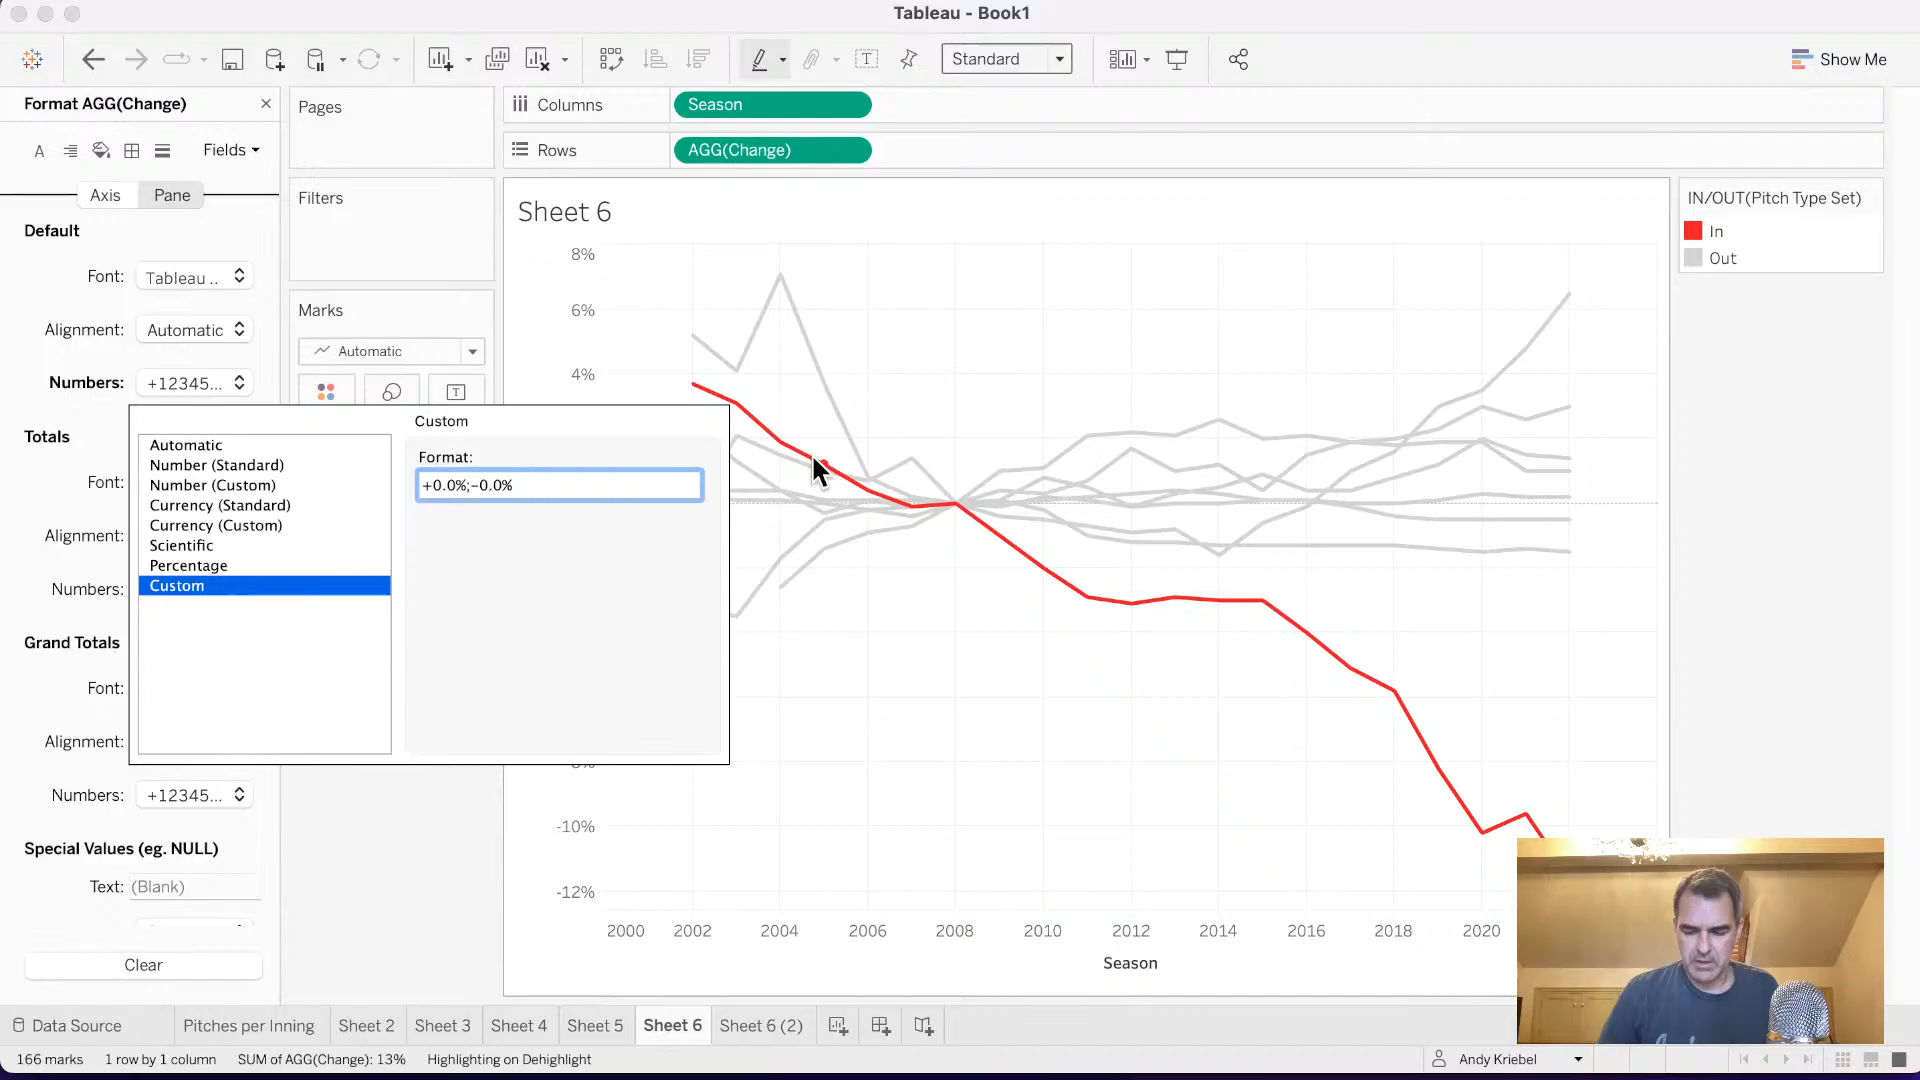 Tableau - Book1
Standard
Show Me
Format AGG(Change)
Fields
Axis
Pane
Default
Font: Tableau ..
Alignment: Automatic
Numbers: +12345...
Totals
Font:
Alignment:
Numbers:
Grand Totals
Font:
Alignment:
Numbers: +12345...
Special Values (eg. NULL)
Text: (Blank)
Clear
Pages
Filters
Marks
Automatic
Custom
Automatic
Number (Standard)
Number (Custom)
Currency (Standard)
Currency (Custom)
Scientific
Percentage
Custom
Format:
+0.0%;−0.0%
Columns
Season
Rows
AGG(Change)
Sheet 6
8%
6%
4%
-10%
-12%
2000 2002 2004 2006 2008 2010 2012 2014 2016 2018 2020
Season
IN/OUT(Pitch Type Set)
In
Out
Data Source
Pitches per Inning
Sheet 2
Sheet 3
Sheet 4
Sheet 5
Sheet 6
Sheet 6 (2)
166 marks
1 row by 1 column
SUM of AGG(Change): 13%
Highlighting on Dehighlight
Andy Kriebel